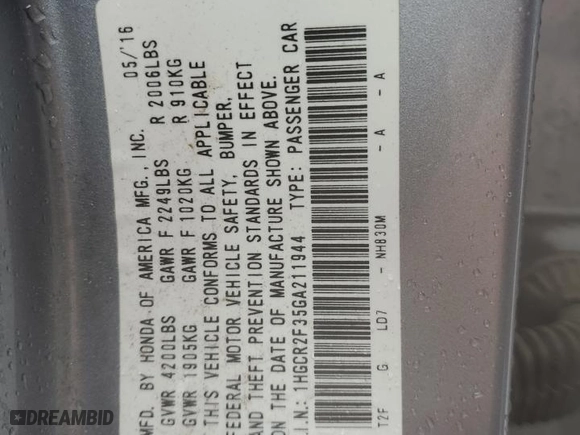 MFD. BY HONDA OF AMERICA MFG., INC. 05/'16
GVWR 4200LBS GAWR F 2249LBS R 2006LBS
GVWR 1905KG GAWR F 1020KG R 910KG
THIS VEHICLE CONFORMS TO ALL APPLICABLE
FEDERAL MOTOR VEHICLE SAFETY, BUMPER,
AND THEFT PREVENTION STANDARDS IN EFFECT
ON THE DATE OF MANUFACTURE SHOWN ABOVE.
.I.N.: 1HGCR2F35GA211944 TYPE: PASSENGER CAR
T2F G LD7 - NH830M - A - A
DREAMBID